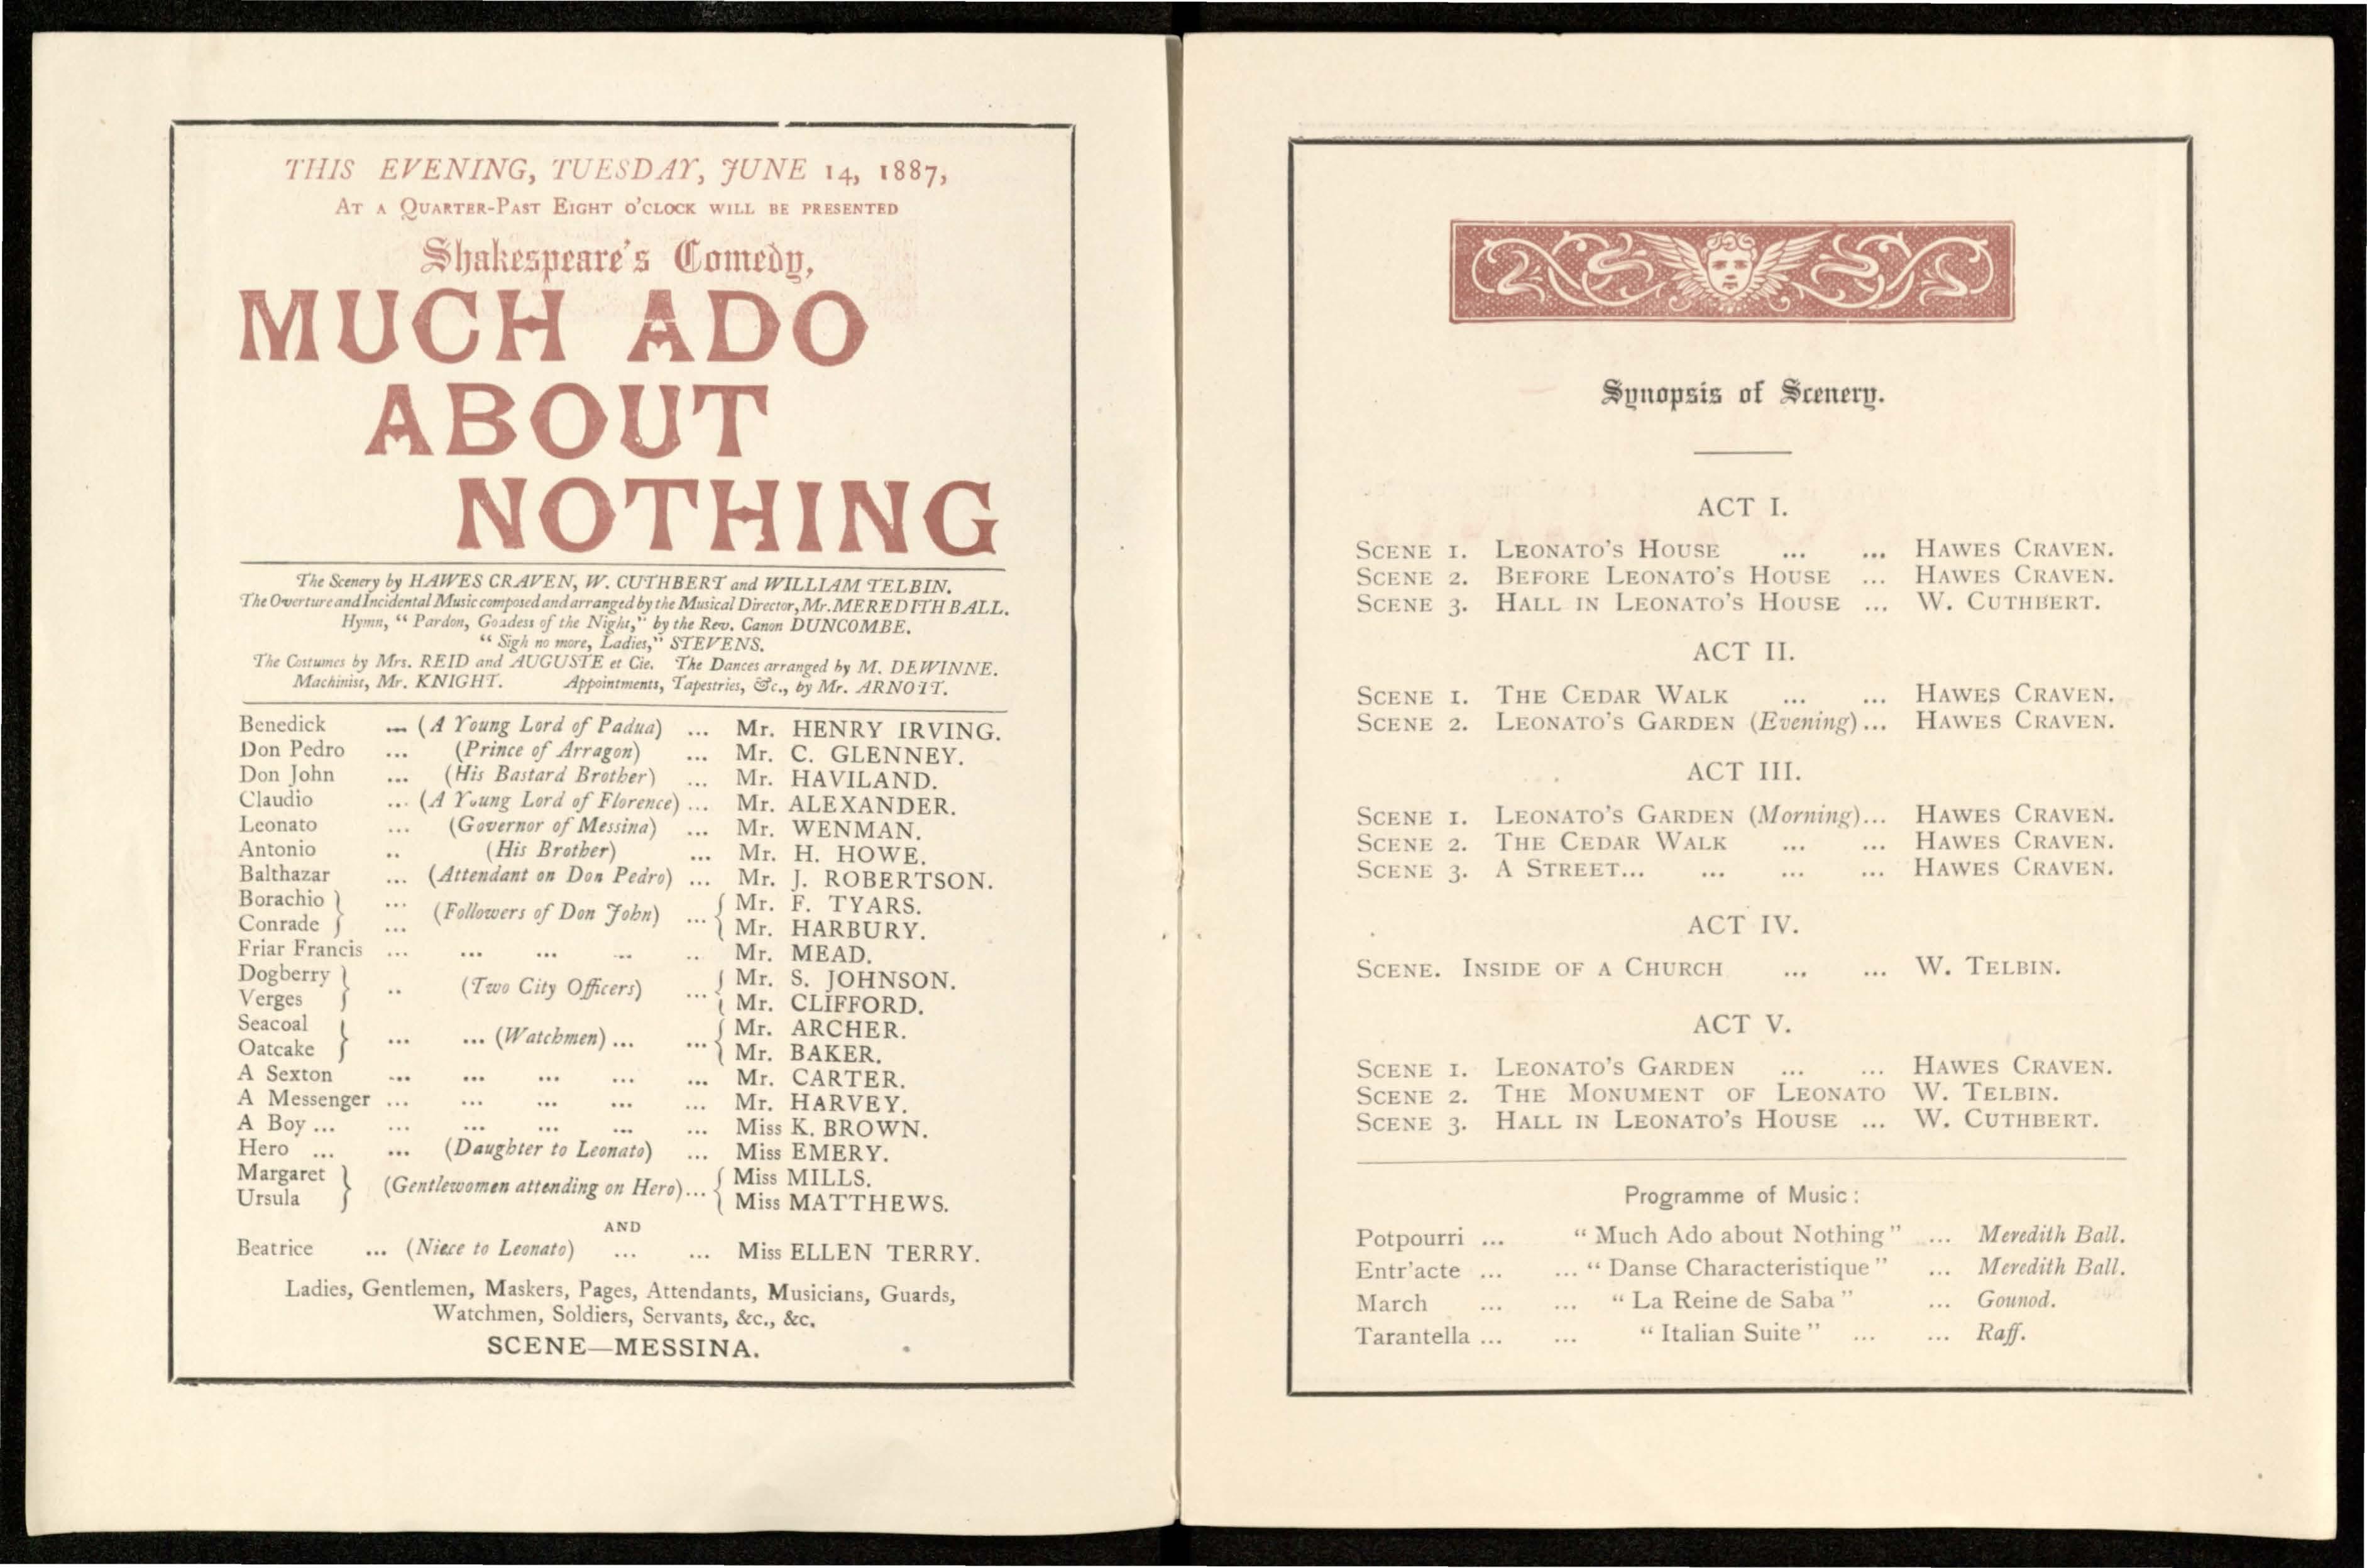 THIS EVENING, TUESDAY, JUNE 14, 1887,
AT A QUARTER-PAST EIGHT O'CLOCK WILL BE PRESENTED
Shakespeare's Comedy,
MUCH ADO
ABOUT
NOTHING
The Scenery by HAWES CRAVEN, W. CUTHBERT and WILLIAM TELBIN.
The Overture and Incidental Music composed and arranged by the Musical Director, Mr. MEREDITH BALL.
Hymn, "Pardon, Goddess of the Night," by the Rev. Canon DUNCOMBE.
"Sigh no more, Ladies," STEVENS.
The Costumes by Mrs. REID and AUGUSTE et Cie. The Dances arranged by M. DEWINNE.
Machinist, Mr. KNIGHT. Appointments, Tapestries, &c., by Mr. ARNOTT.
Benedick ... (A Young Lord of Padua) ... Mr. HENRY IRVING.
Don Pedro ... (Prince of Arragon) ... Mr. C. GLENNEY.
Don John ... (His Bastard Brother) ... Mr. HAVILAND.
Claudio ... (A Young Lord of Florence) ... Mr. ALEXANDER.
Leonato ... (Governor of Messina) ... Mr. WENMAN.
Antonio .. (His Brother) ... Mr. H. HOWE.
Balthazar ... (Attendant on Don Pedro) ... Mr. J. ROBERTSON.
Borachio } ... (Followers of Don John) ... { Mr. F. TYARS.
Conrade } ... { Mr. HARBURY.
Friar Francis ... ... ... ... .. Mr. MEAD.
Dogberry } .. (Two City Officers) ... { Mr. S. JOHNSON.
Verges } { Mr. CLIFFORD.
Seacoal } ... ... (Watchmen) ... ... { Mr. ARCHER.
Oatcake } { Mr. BAKER.
A Sexton ... ... ... ... ... Mr. CARTER.
A Messenger ... ... ... ... ... Mr. HARVEY.
A Boy ... ... ... ... ... ... Miss K. BROWN.
Hero ... ... (Daughter to Leonato) ... Miss EMERY.
Margaret } (Gentlewomen attending on Hero) ... { Miss MILLS.
Ursula } { Miss MATTHEWS.
AND
Beatrice ... (Niece to Leonato) ... ... Miss ELLEN TERRY.
Ladies, Gentlemen, Maskers, Pages, Attendants, Musicians, Guards,
Watchmen, Soldiers, Servants, &c., &c.
SCENE—MESSINA.
Synopsis of Scenery.
ACT I.
SCENE 1. LEONATO'S HOUSE ... ... HAWES CRAVEN.
SCENE 2. BEFORE LEONATO'S HOUSE ... HAWES CRAVEN.
SCENE 3. HALL IN LEONATO'S HOUSE ... W. CUTHBERT.
ACT II.
SCENE 1. THE CEDAR WALK ... ... HAWES CRAVEN.
SCENE 2. LEONATO'S GARDEN (Evening) ... HAWES CRAVEN.
ACT III.
SCENE 1. LEONATO'S GARDEN (Morning) ... HAWES CRAVEN.
SCENE 2. THE CEDAR WALK ... ... HAWES CRAVEN.
SCENE 3. A STREET ... ... ... ... HAWES CRAVEN.
ACT IV.
SCENE. INSIDE OF A CHURCH ... ... W. TELBIN.
ACT V.
SCENE 1. LEONATO'S GARDEN ... ... HAWES CRAVEN.
SCENE 2. THE MONUMENT OF LEONATO W. TELBIN.
SCENE 3. HALL IN LEONATO'S HOUSE ... W. CUTHBERT.
Programme of Music:
Potpourri ... "Much Ado about Nothing" ... Meredith Ball.
Entr'acte ... ... "Danse Characteristique" ... Meredith Ball.
March ... ... "La Reine de Saba" ... Gounod.
Tarantella ... ... "Italian Suite" ... ... Raff.